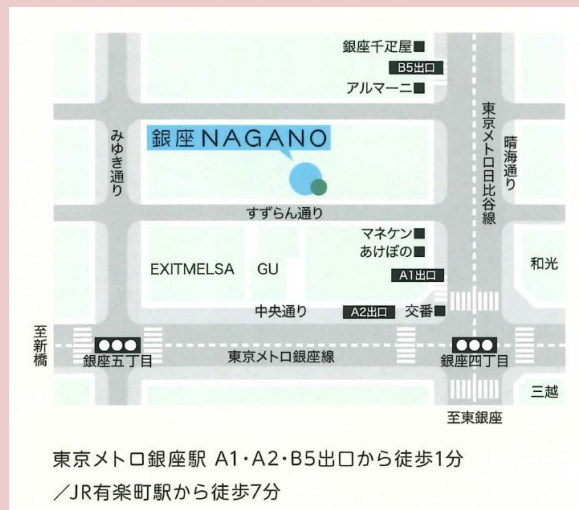 銀座千疋屋
B5出口
アルマーニ
みゆき通り
銀座NAGANO
東京メトロ日比谷線
晴海通り
すずらん通り
マネケン
あけぼの
A1出口
EXITMELSA
GU
和光
中央通り
A2出口
交番
至新橋
銀座五丁目
東京メトロ銀座線
銀座四丁目
三越
至東銀座
東京メトロ銀座駅 A1・A2・B5出口から徒歩1分
/JR有楽町駅から徒歩7分